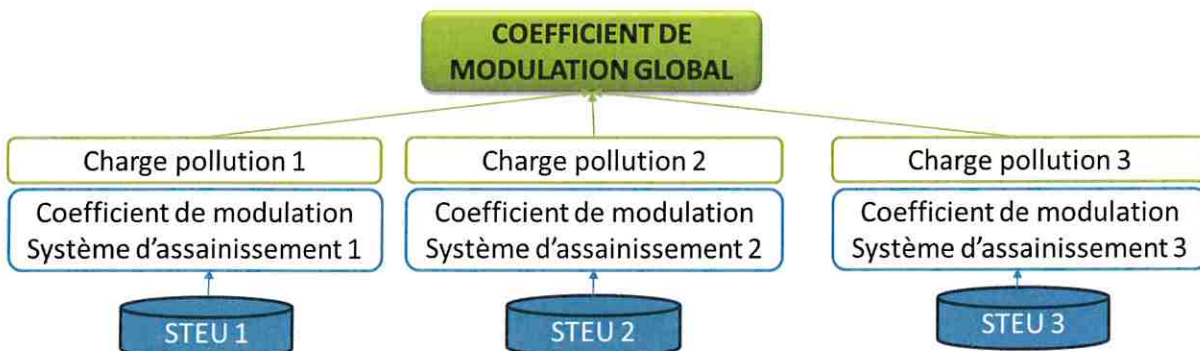 COEFFICIENT DE
MODULATION GLOBAL
Charge pollution 1
Charge pollution 2
Charge pollution 3
Coefficient de modulation
Système d'assainissement 1
Coefficient de modulation
Système d'assainissement 2
Coefficient de modulation
Système d'assainissement 3
STEU 1
STEU 2
STEU 3